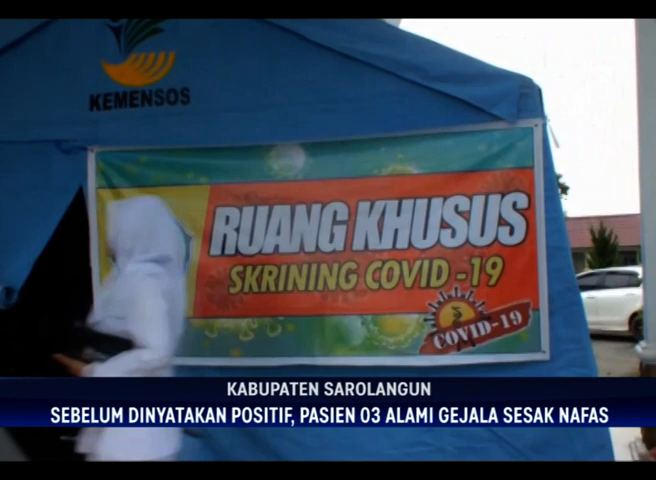 KEMENSOS
RUANG KHUSUS
SKRINING COVID -19
COVID-19
KABUPATEN SAROLANGUN
SEBELUM DINYATAKAN POSITIF, PASIEN 03 ALAMI GEJALA SESAK NAFAS